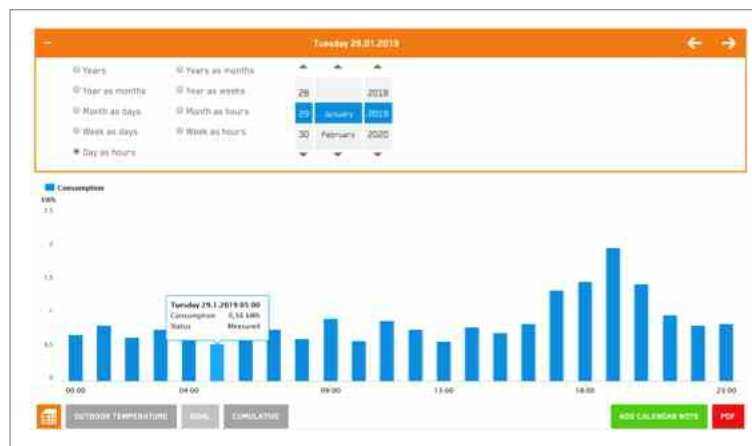 Tuesday 29.01.2019
Years
Years as months
Year as months
Year as weeks
Month as days
Month as hours
Week as days
Week as hours
Day as hours
28 2018
29 January 2019
30 February 2020
Consumption
kWh
2.5
2
1.5
1
0.5
0
Tuesday 29.1.2019 05:00
Consumption 0,56 kWh
Status Measured
00:00 04:00 09:00 13:00 18:00 23:00
OUTDOOR TEMPERATURE GOAL CUMULATIVE ADD CALENDAR NOTE PDF